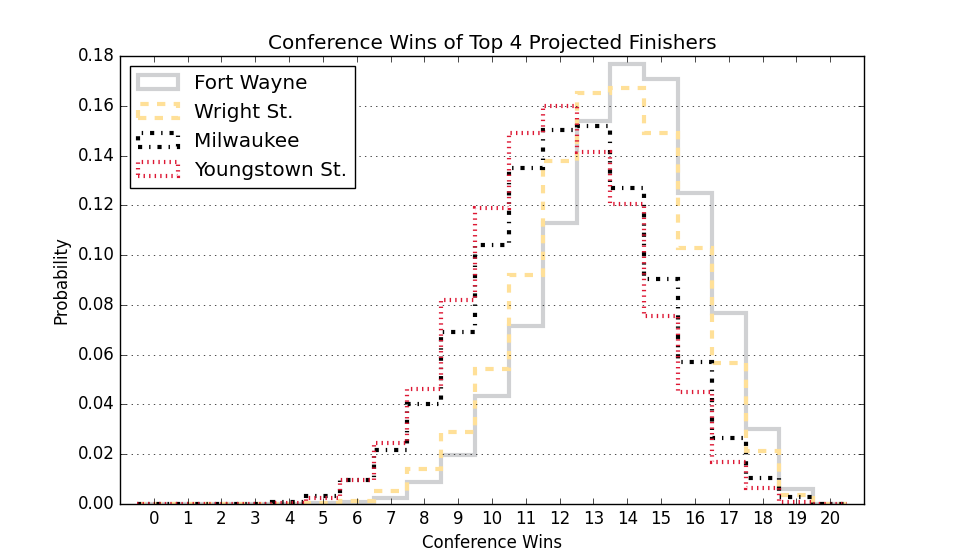 Conference Wins of Top 4 Projected Finishers
0.18
0.16
0.14
0.12
0.10
0.08
0.06
0.04
0.02
0.00
Probability
Fort Wayne
Wright St.
Milwaukee
Youngstown St.
0 1 2 3 4 5 6 7 8 9 10 11 12 13 14 15 16 17 18 19 20
Conference Wins